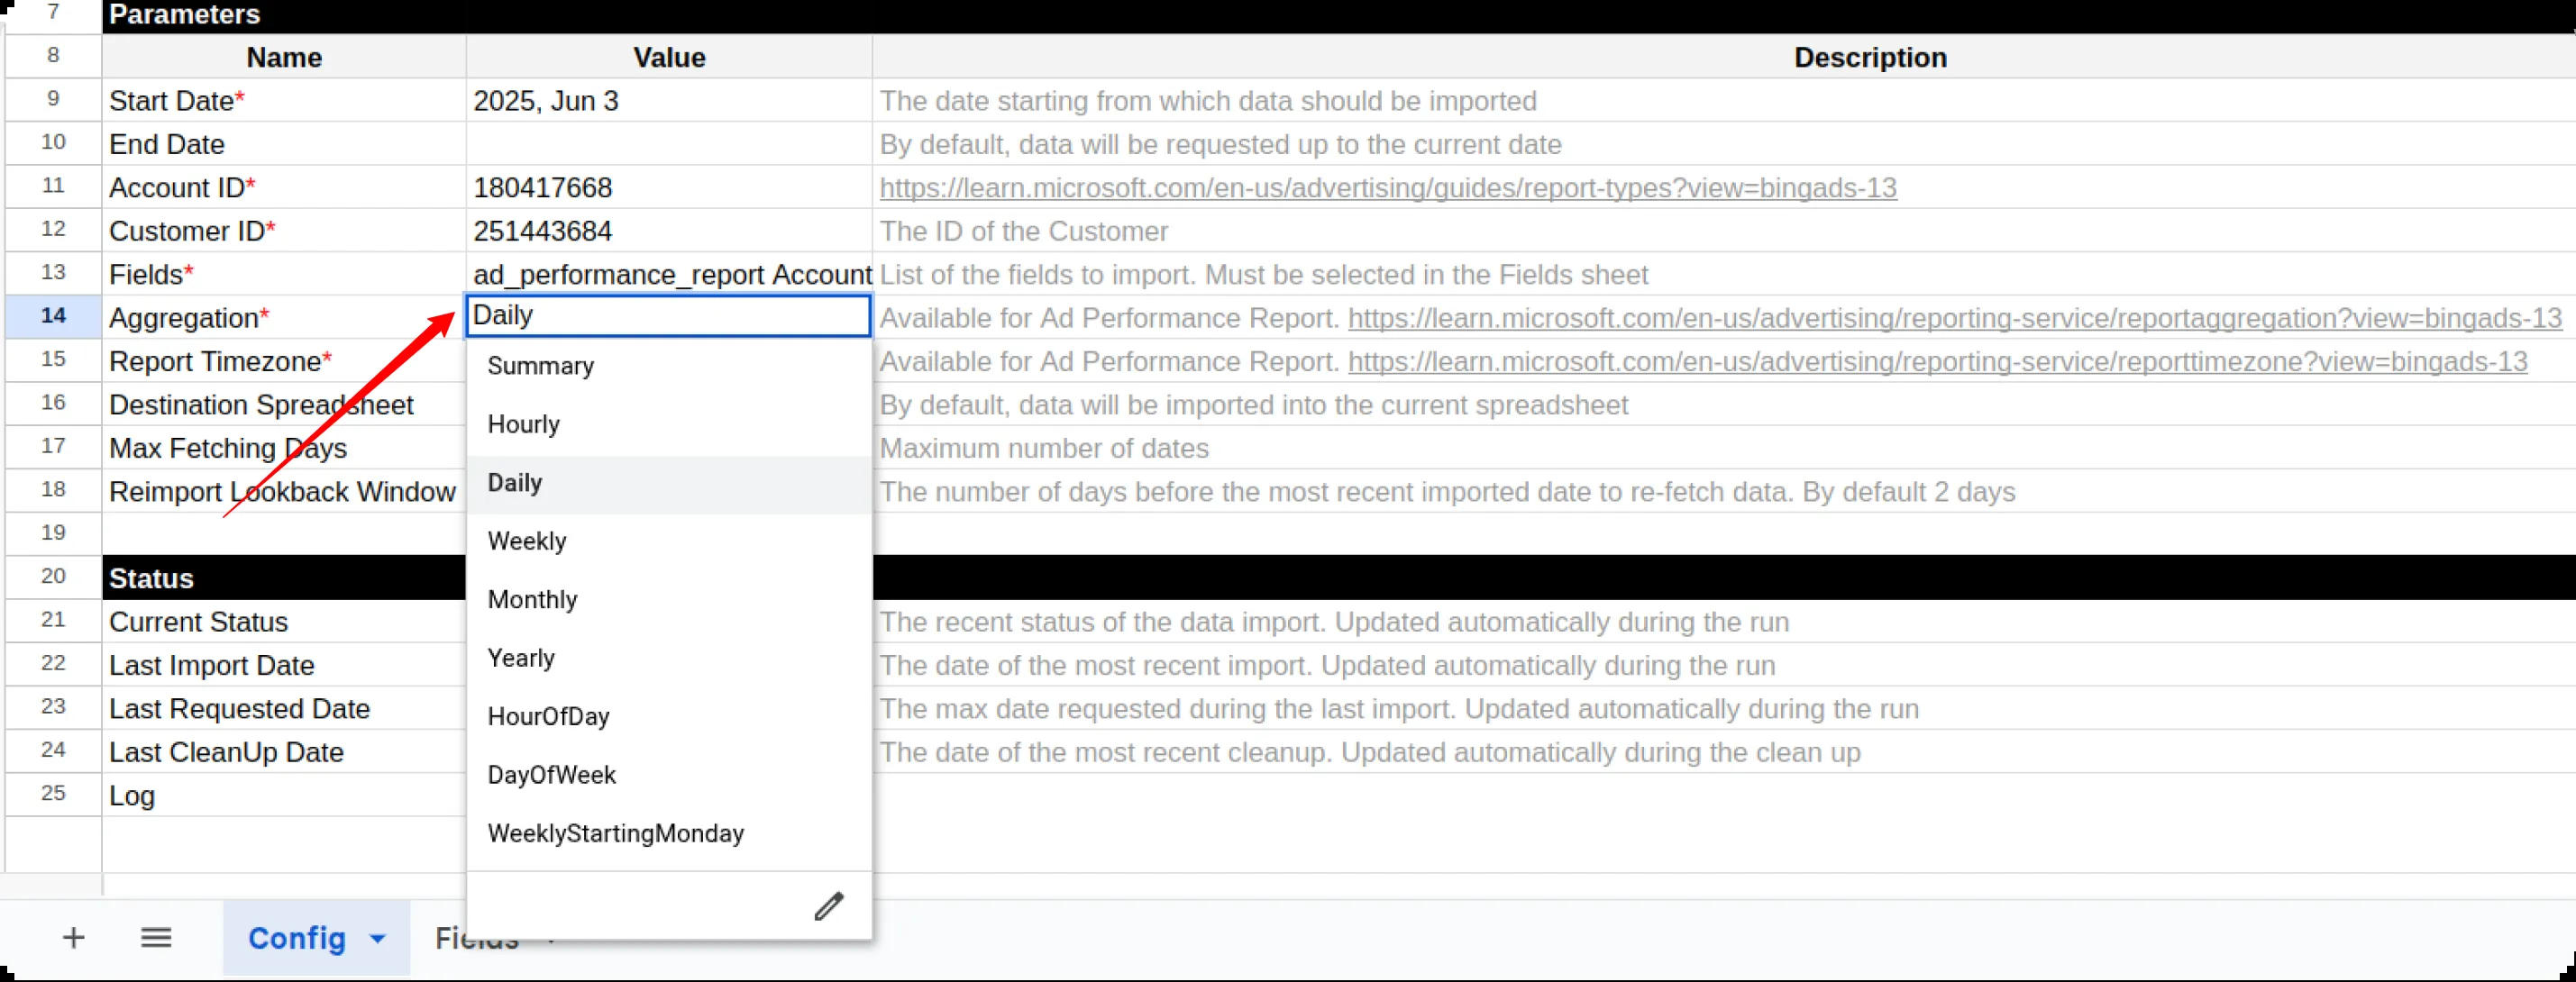 7 Parameters
8 Name Value Description
9 Start Date* 2025, Jun 3 The date starting from which data should be imported
10 End Date By default, data will be requested up to the current date
11 Account ID* 180417668 https://learn.microsoft.com/en-us/advertising/guides/report-types?view=bingads-13
12 Customer ID* 251443684 The ID of the Customer
13 Fields* ad_performance_report Account List of the fields to import. Must be selected in the Fields sheet
14 Aggregation* Daily Available for Ad Performance Report. https://learn.microsoft.com/en-us/advertising/reporting-service/reportaggregation?view=bingads-13
15 Report Timezone* Available for Ad Performance Report. https://learn.microsoft.com/en-us/advertising/reporting-service/reporttimezone?view=bingads-13
16 Destination Spreadsheet By default, data will be imported into the current spreadsheet
17 Max Fetching Days Maximum number of dates
18 Reimport Lookback Window The number of days before the most recent imported date to re-fetch data. By default 2 days
19
20 Status
21 Current Status The recent status of the data import. Updated automatically during the run
22 Last Import Date The date of the most recent import. Updated automatically during the run
23 Last Requested Date The max date requested during the last import. Updated automatically during the run
24 Last CleanUp Date The date of the most recent cleanup. Updated automatically during the clean up
25 Log
Summary
Hourly
Daily
Weekly
Monthly
Yearly
HourOfDay
DayOfWeek
WeeklyStartingMonday
Config Fields